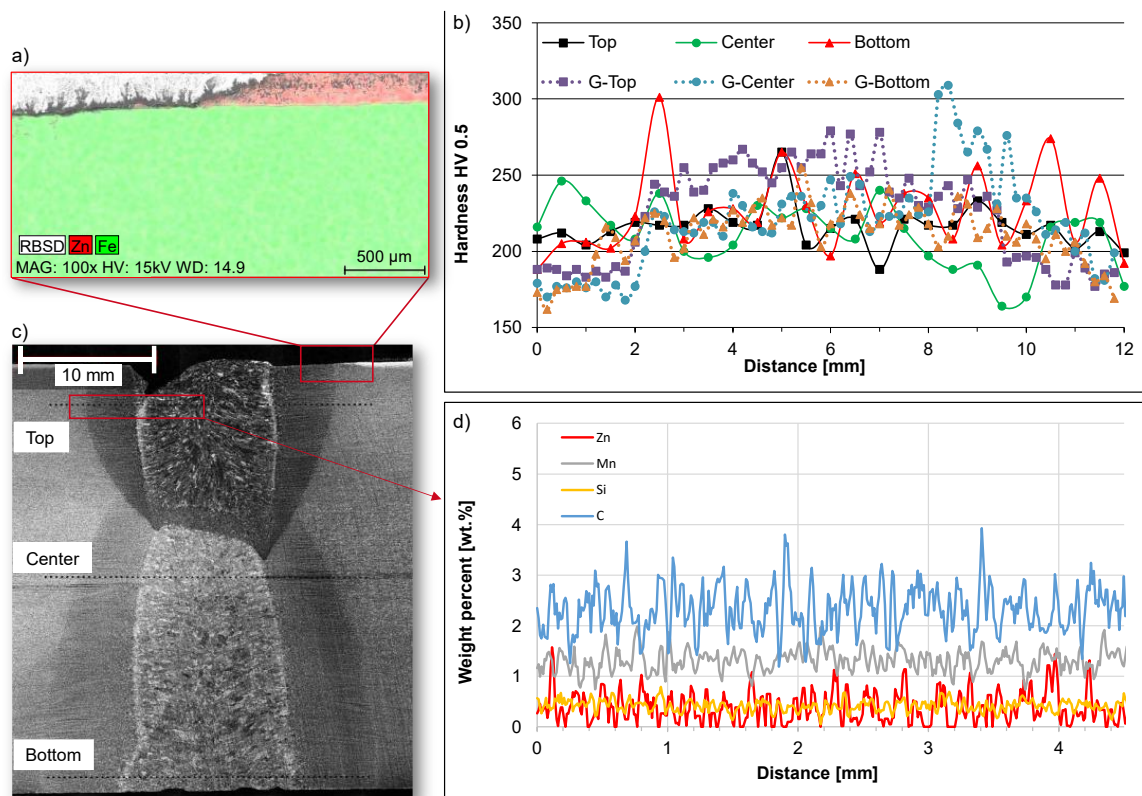 a)
RBSD Zn Fe
MAG: 100x HV: 15kV WD: 14.9
500 µm
b)
Hardness HV 0.5
350
300
250
200
150
Top Center Bottom
G-Top G-Center G-Bottom
0 2 4 6 8 10 12
Distance [mm]
c)
10 mm
Top
Center
Bottom
d)
Weight percent [wt.%]
6
5
4
3
2
1
0
Zn
Mn
Si
C
0 1 2 3 4
Distance [mm]